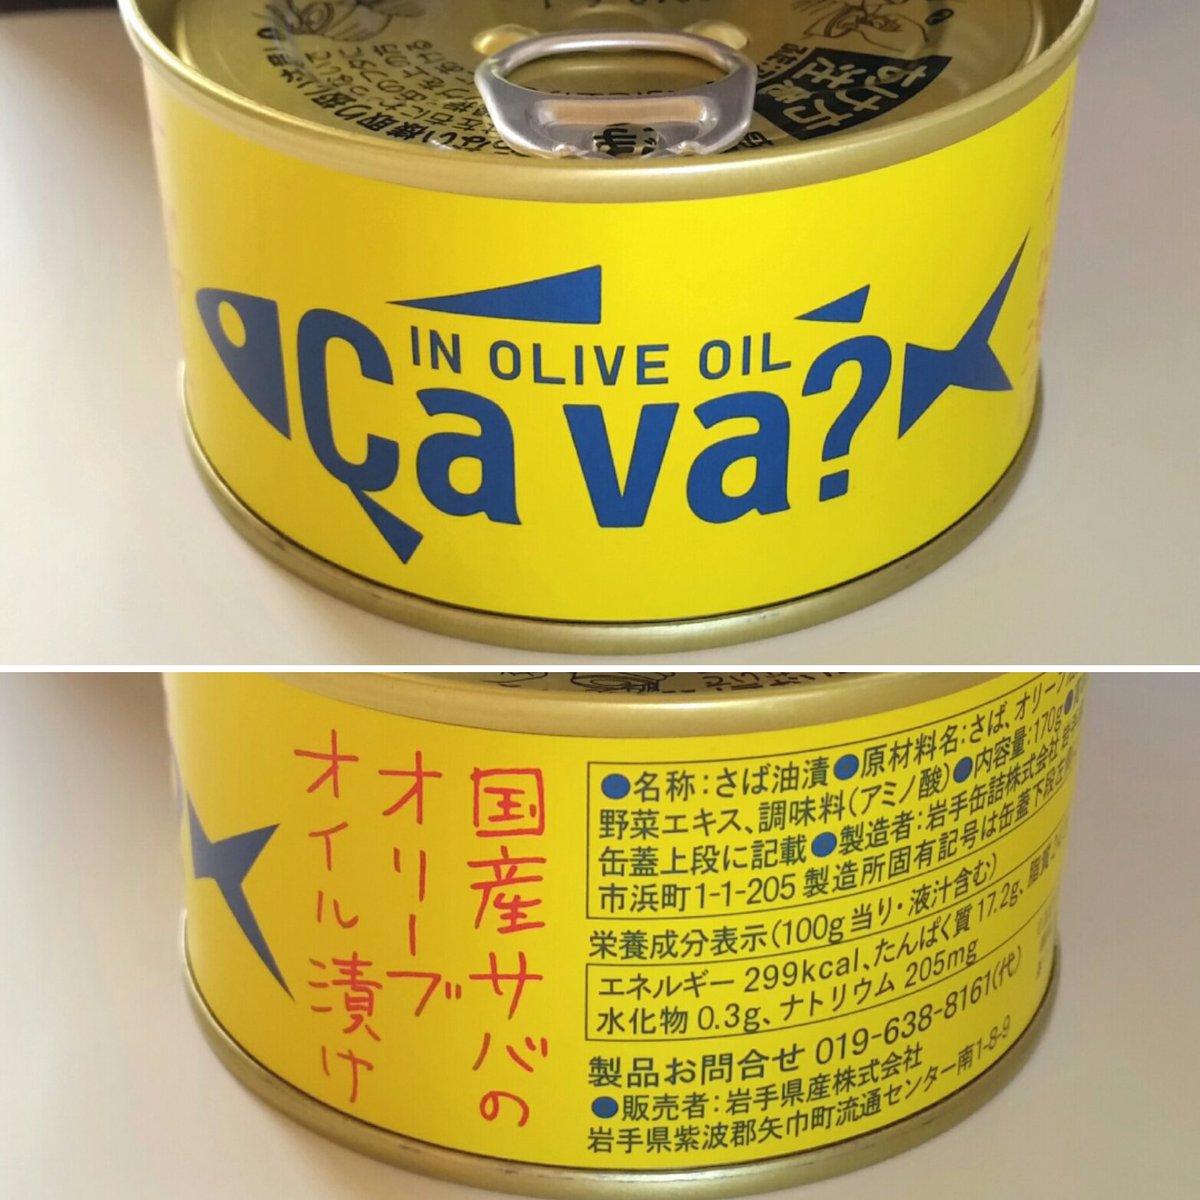 IN OLIVE OIL
Ça va?
国産サバの
オリーブ
オイル漬け
●名称：さば油漬●原材料名：さば、オリーブ
野菜エキス、調味料（アミノ酸）●内容量：170g●
缶蓋上段に記載●製造者：岩手缶詰株式会社
市浜町1-1-205 製造所固有記号は缶蓋下段
栄養成分表示（100g当り・液汁含む）
エネルギー 299kcal、たんぱく質 17.2g、脂質
水化物 0.3g、ナトリウム 205mg
製品お問合せ 019-638-8161（代）
●販売者：岩手県産株式会社
岩手県紫波郡矢巾町流通センター南1-8-9